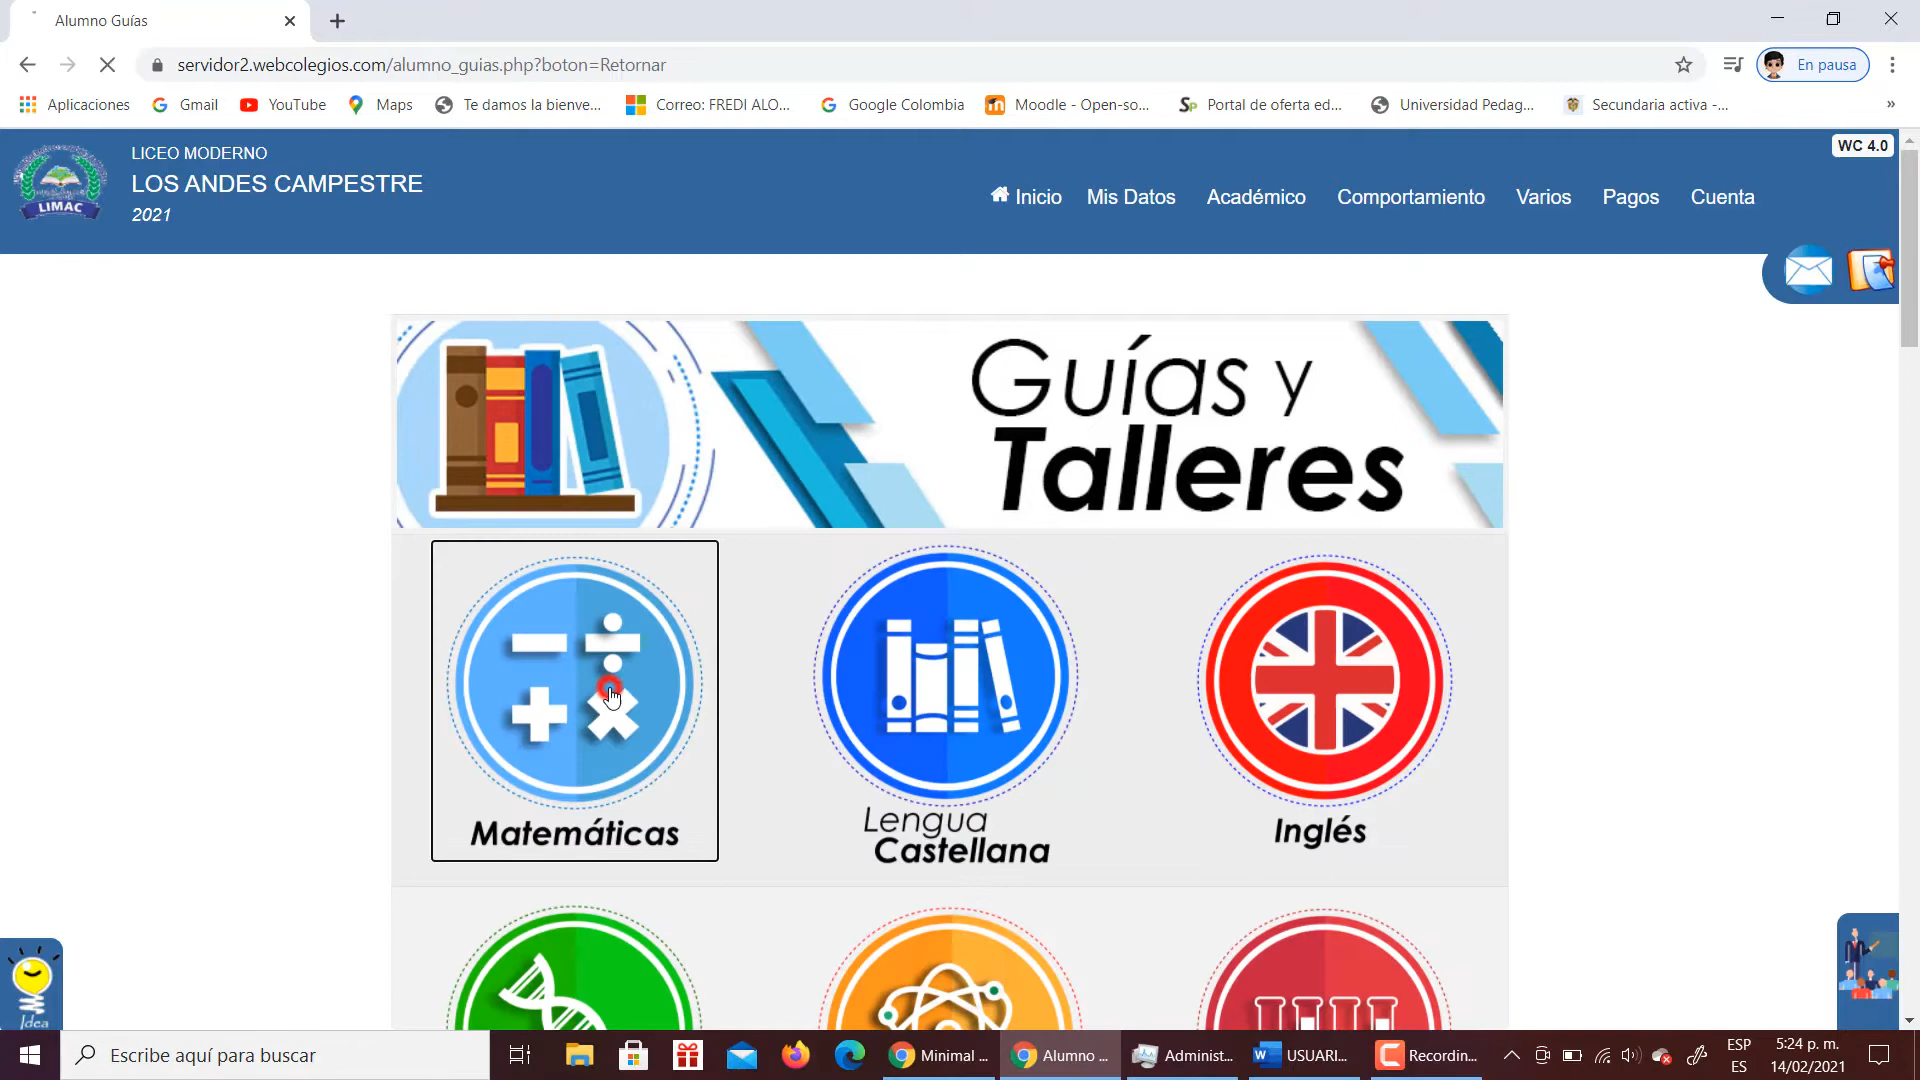 Alumno Guías
servidor2.webcolegios.com/alumno_guias.php?boton=Retornar
En pausa
Aplicaciones
Gmail
YouTube
Maps
Te damos la bienve...
Correo: FREDI ALO...
Google Colombia
Moodle - Open-so...
Portal de oferta ed...
Universidad Pedag...
Secundaria activa -...
»
LICEO MODERNO
LOS ANDES CAMPESTRE
2021
LIMAC
WC 4.0
Inicio
Mis Datos
Académico
Comportamiento
Varios
Pagos
Cuenta
Guías y
Talleres
Matemáticas
Lengua
Castellana
Inglés
Idea
Escribe aquí para buscar
Minimal ...
Alumno ...
Administ...
USUARI...
Recordin...
ESP
ES
5:24 p. m.
14/02/2021